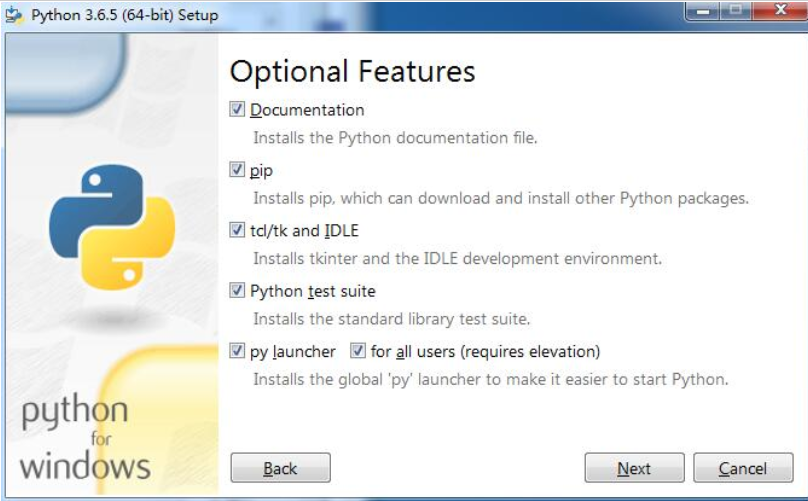 Python 3.6.5 (64-bit) Setup
Optional Features
Documentation
Installs the Python documentation file.
pip
Installs pip, which can download and install other Python packages.
tcl/tk and IDLE
Installs tkinter and the IDLE development environment.
Python test suite
Installs the standard library test suite.
py launcher for all users (requires elevation)
Installs the global 'py' launcher to make it easier to start Python.
python
for
windows
Back Next Cancel